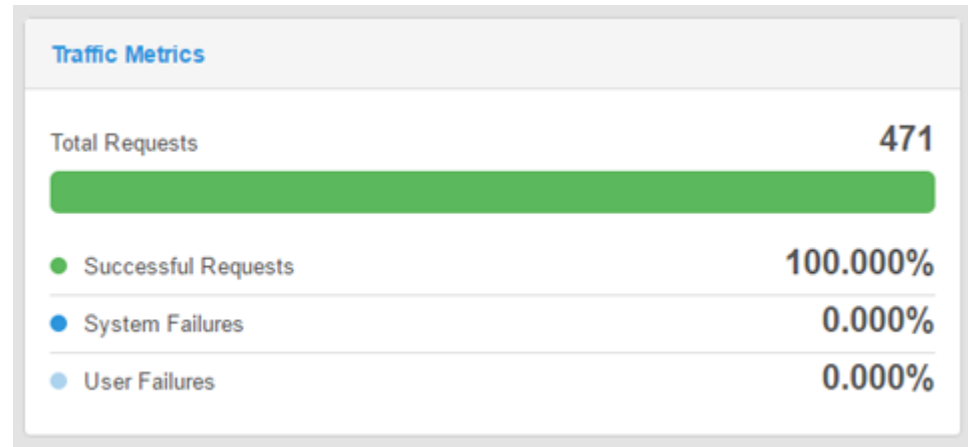 Traffic Metrics
Total Requests 471
Successful Requests 100.000%
System Failures 0.000%
User Failures 0.000%